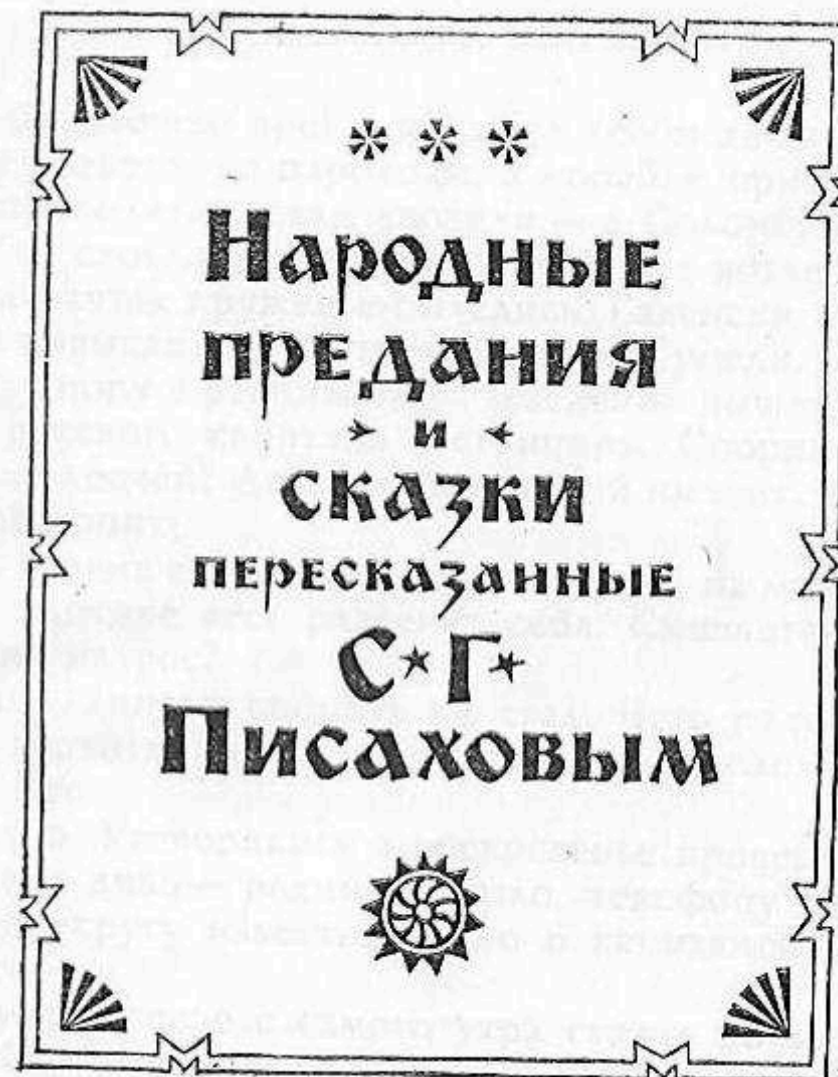 * * *
Народные
предания
и
сказки
пересказанные
С*Г*
Писаховым